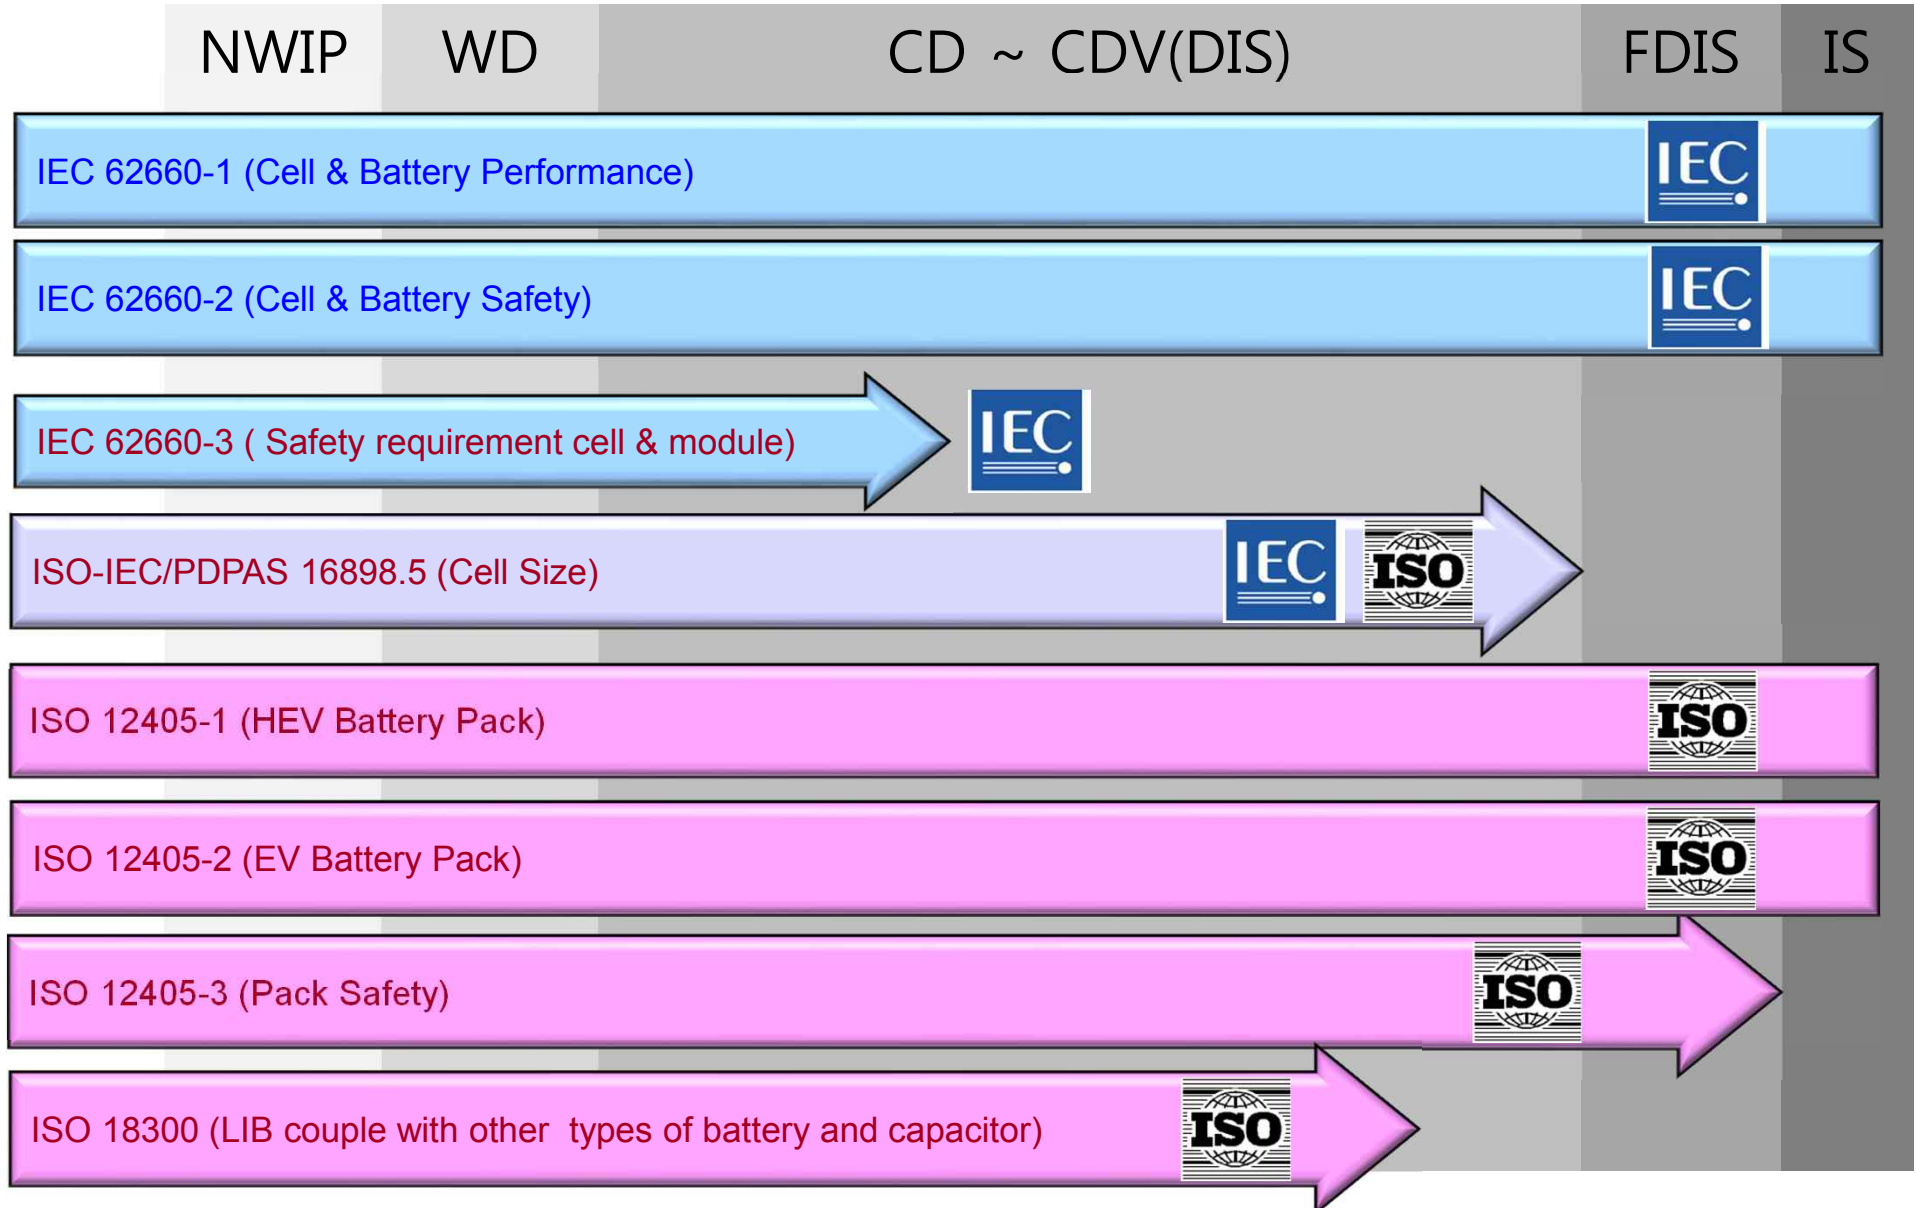 NWIP WD CD ~ CDV(DIS) FDIS IS
IEC 62660-1 (Cell & Battery Performance) IEC
IEC 62660-2 (Cell & Battery Safety) IEC
IEC 62660-3 ( Safety requirement cell & module) IEC
ISO-IEC/PDPAS 16898.5 (Cell Size) IEC ISO
ISO 12405-1 (HEV Battery Pack) ISO
ISO 12405-2 (EV Battery Pack) ISO
ISO 12405-3 (Pack Safety) ISO
ISO 18300 (LIB couple with other types of battery and capacitor) ISO